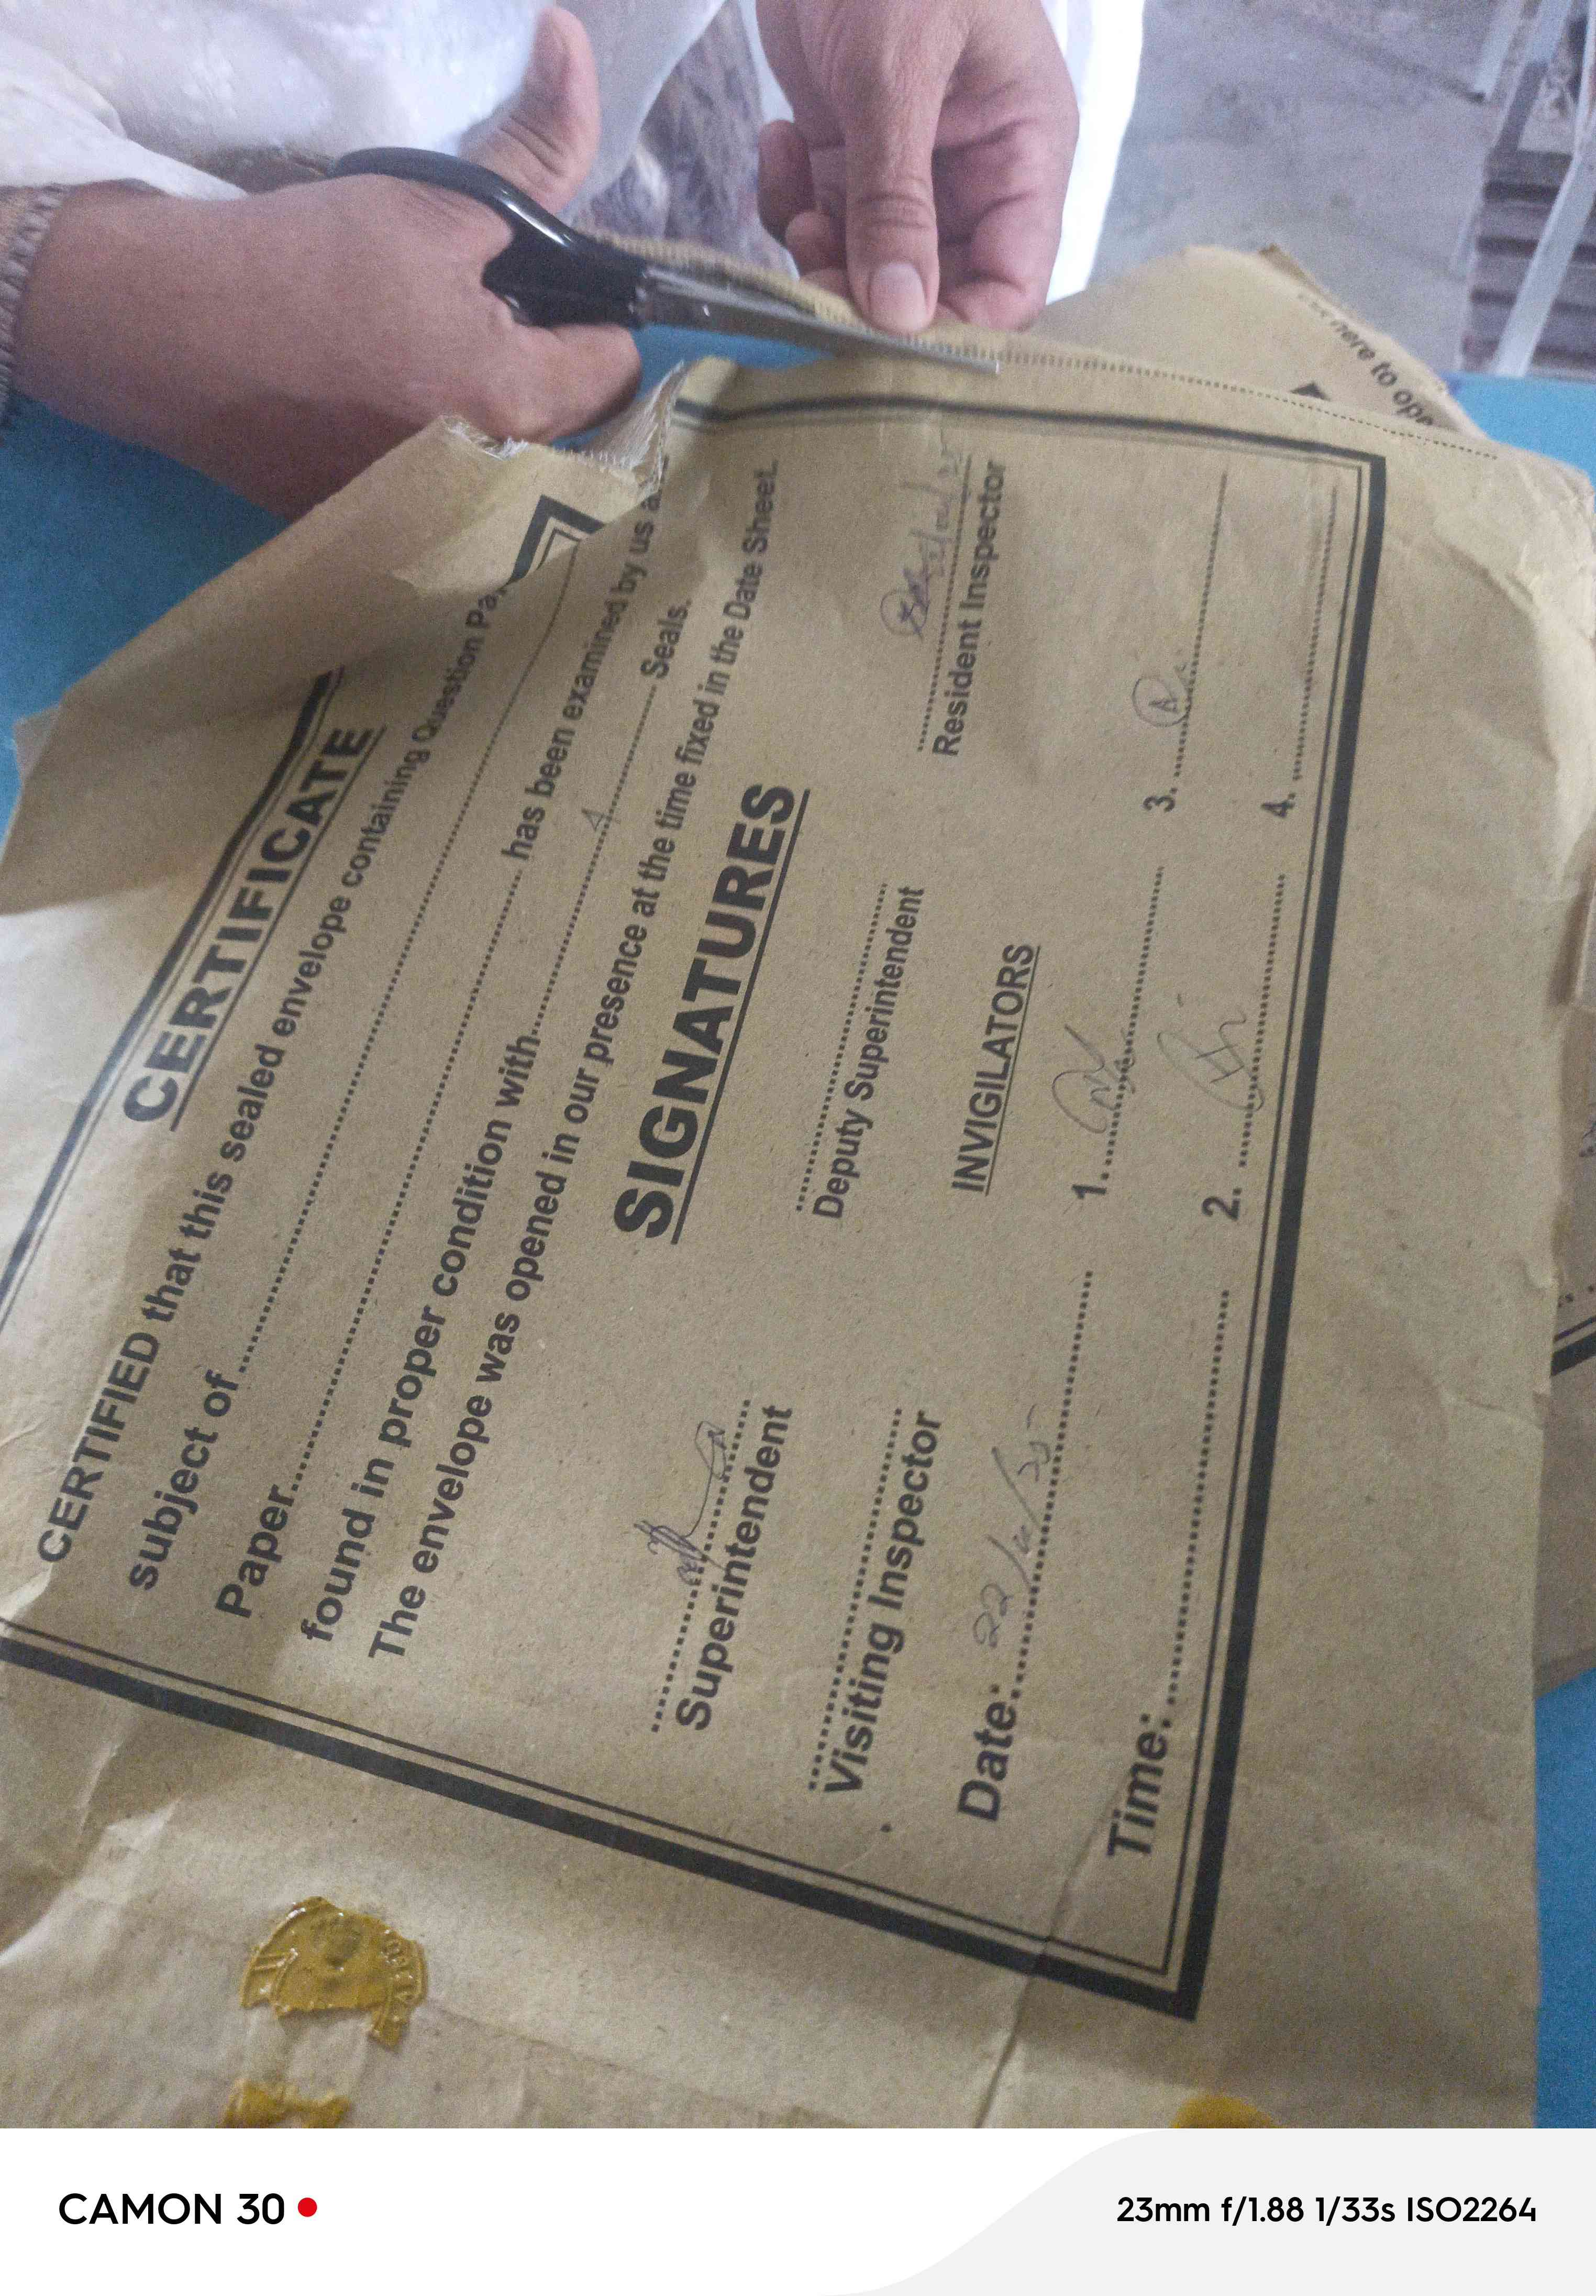 CERTIFICATE
CERTIFIED that this sealed envelope containing Question Pa
subject of
Paper has been examined by us a
found in proper condition with 4 Seals.
The envelope was opened in our presence at the time fixed in the Date Sheet.
SIGNATURES
Superintendent
Deputy Superintendent
Resident Inspector
Visiting Inspector
INVIGILATORS
Date:
1.
3.
Time:
2.
4.
here to ope
CAMON 30
23mm f/1.88 1/33s ISO2264